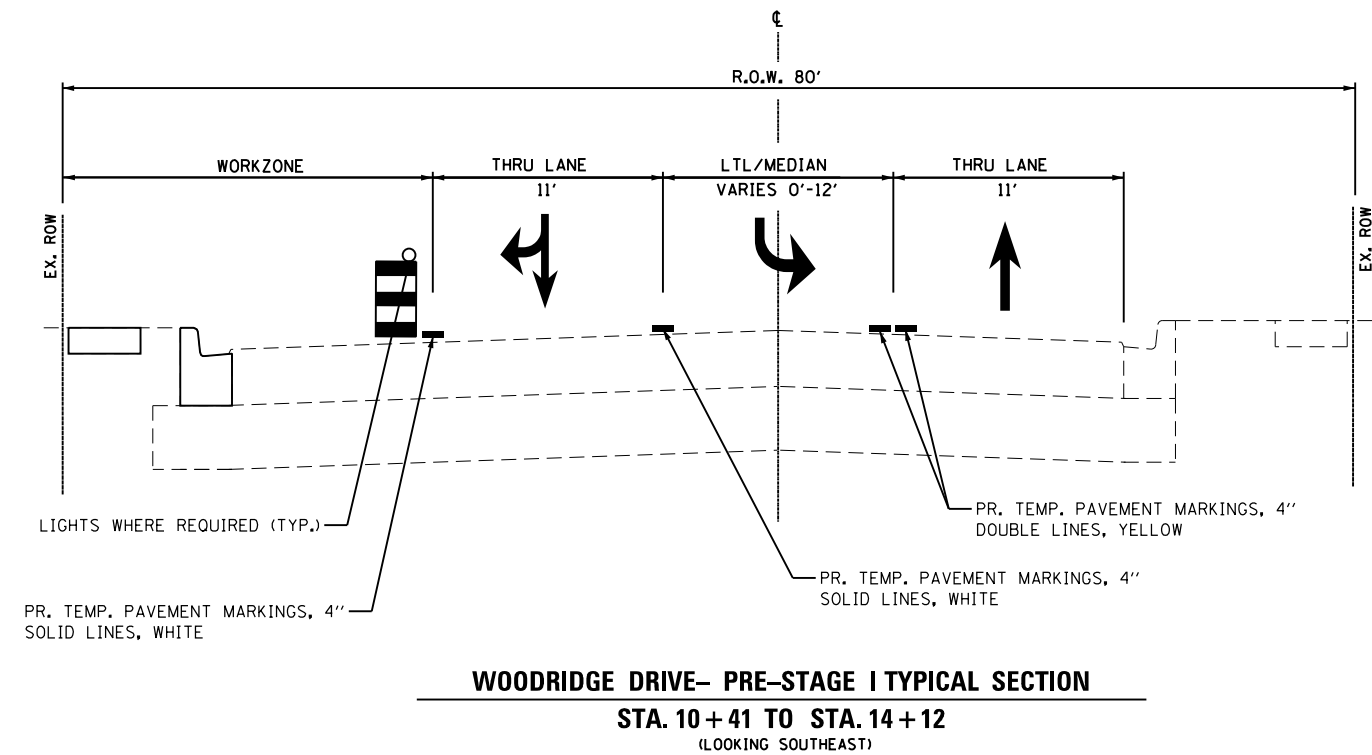 ℄
R.O.W. 80'
WORKZONE
THRU LANE
11'
LTL/MEDIAN
VARIES 0'-12'
THRU LANE
11'
EX. ROW
EX. ROW
LIGHTS WHERE REQUIRED (TYP.)
PR. TEMP. PAVEMENT MARKINGS, 4''
DOUBLE LINES, YELLOW
PR. TEMP. PAVEMENT MARKINGS, 4''
SOLID LINES, WHITE
PR. TEMP. PAVEMENT MARKINGS, 4''
SOLID LINES, WHITE
WOODRIDGE DRIVE– PRE–STAGE I TYPICAL SECTION
STA. 10+41 TO STA. 14+12
(LOOKING SOUTHEAST)